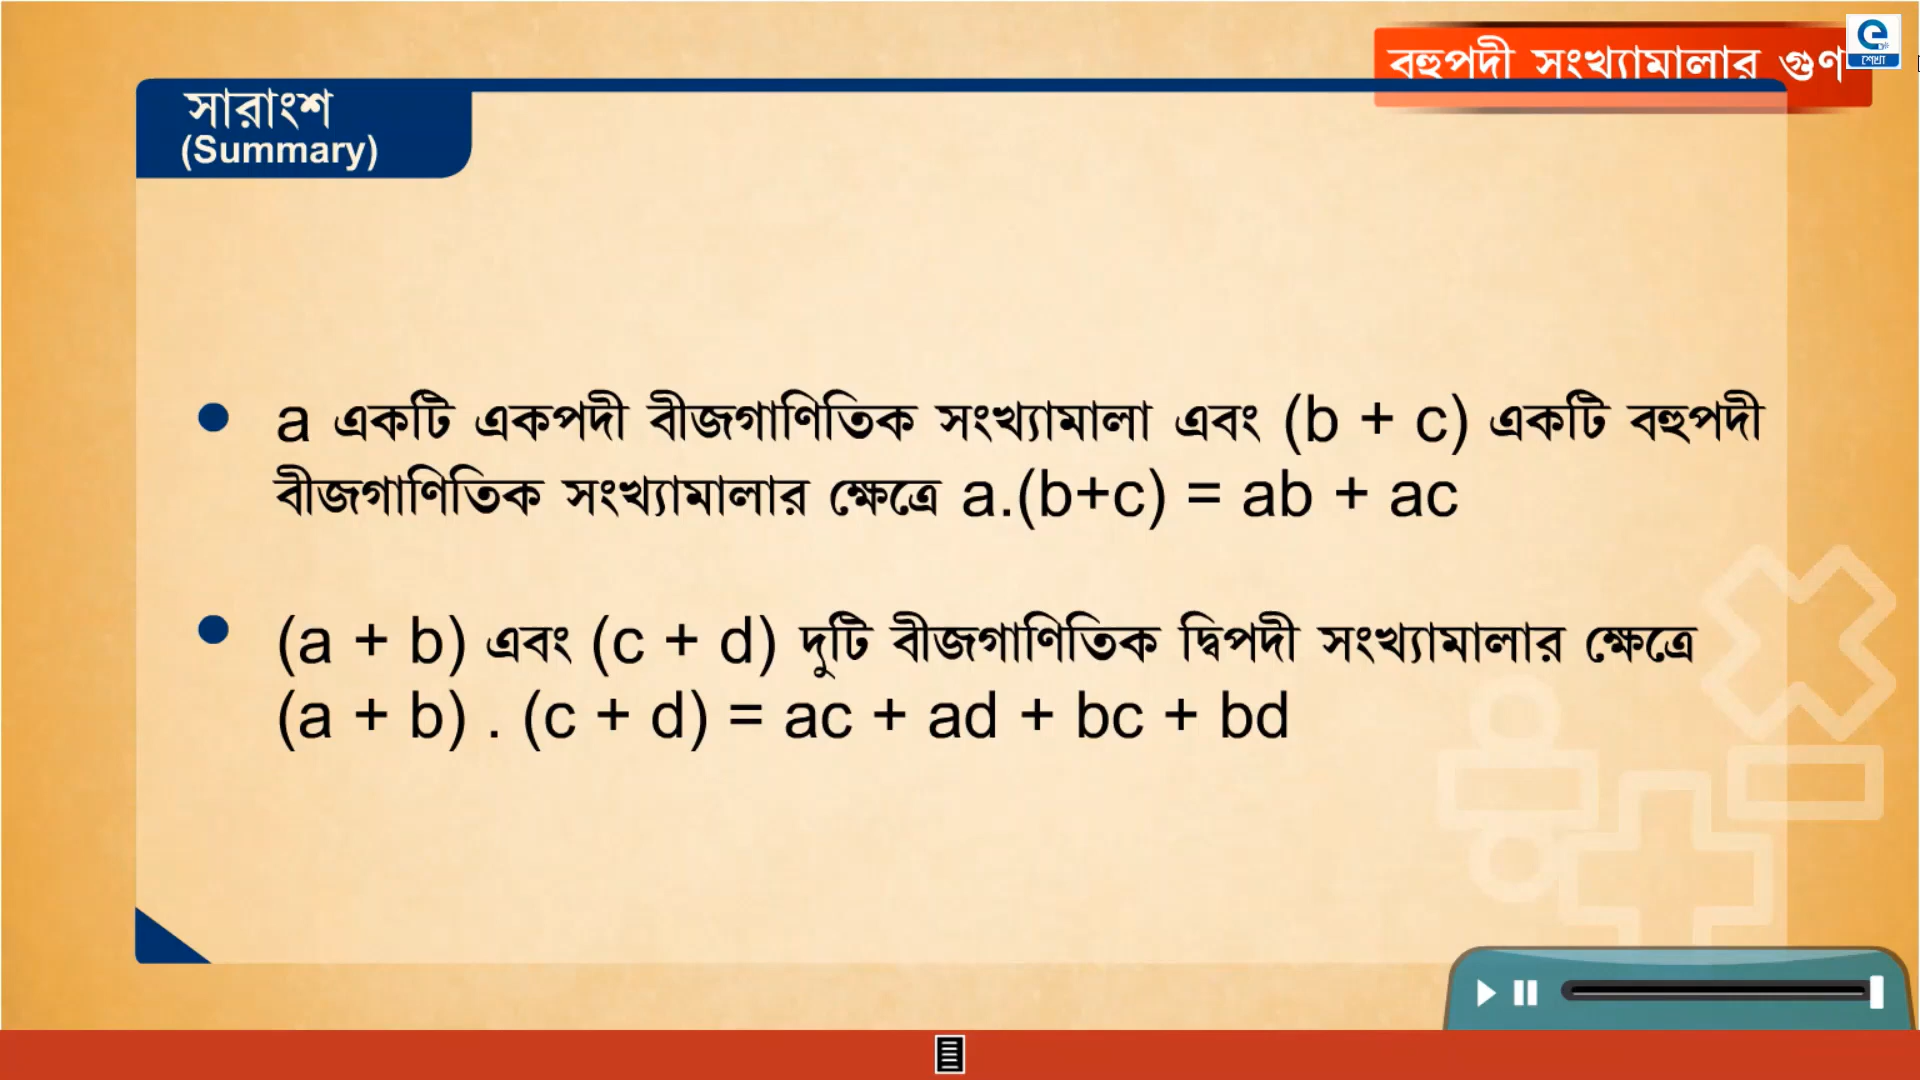 বহুপদী সংখ্যামালার গুণ
e
শেখা
সারাংশ
(Summary)
a একটি একপদী বীজগাণিতিক সংখ্যামালা এবং (b + c) একটি বহুপদী
বীজগাণিতিক সংখ্যামালার ক্ষেত্রে a.(b+c) = ab + ac
(a + b) এবং (c + d) দুটি বীজগাণিতিক দ্বিপদী সংখ্যামালার ক্ষেত্রে
(a + b) . (c + d) = ac + ad + bc + bd